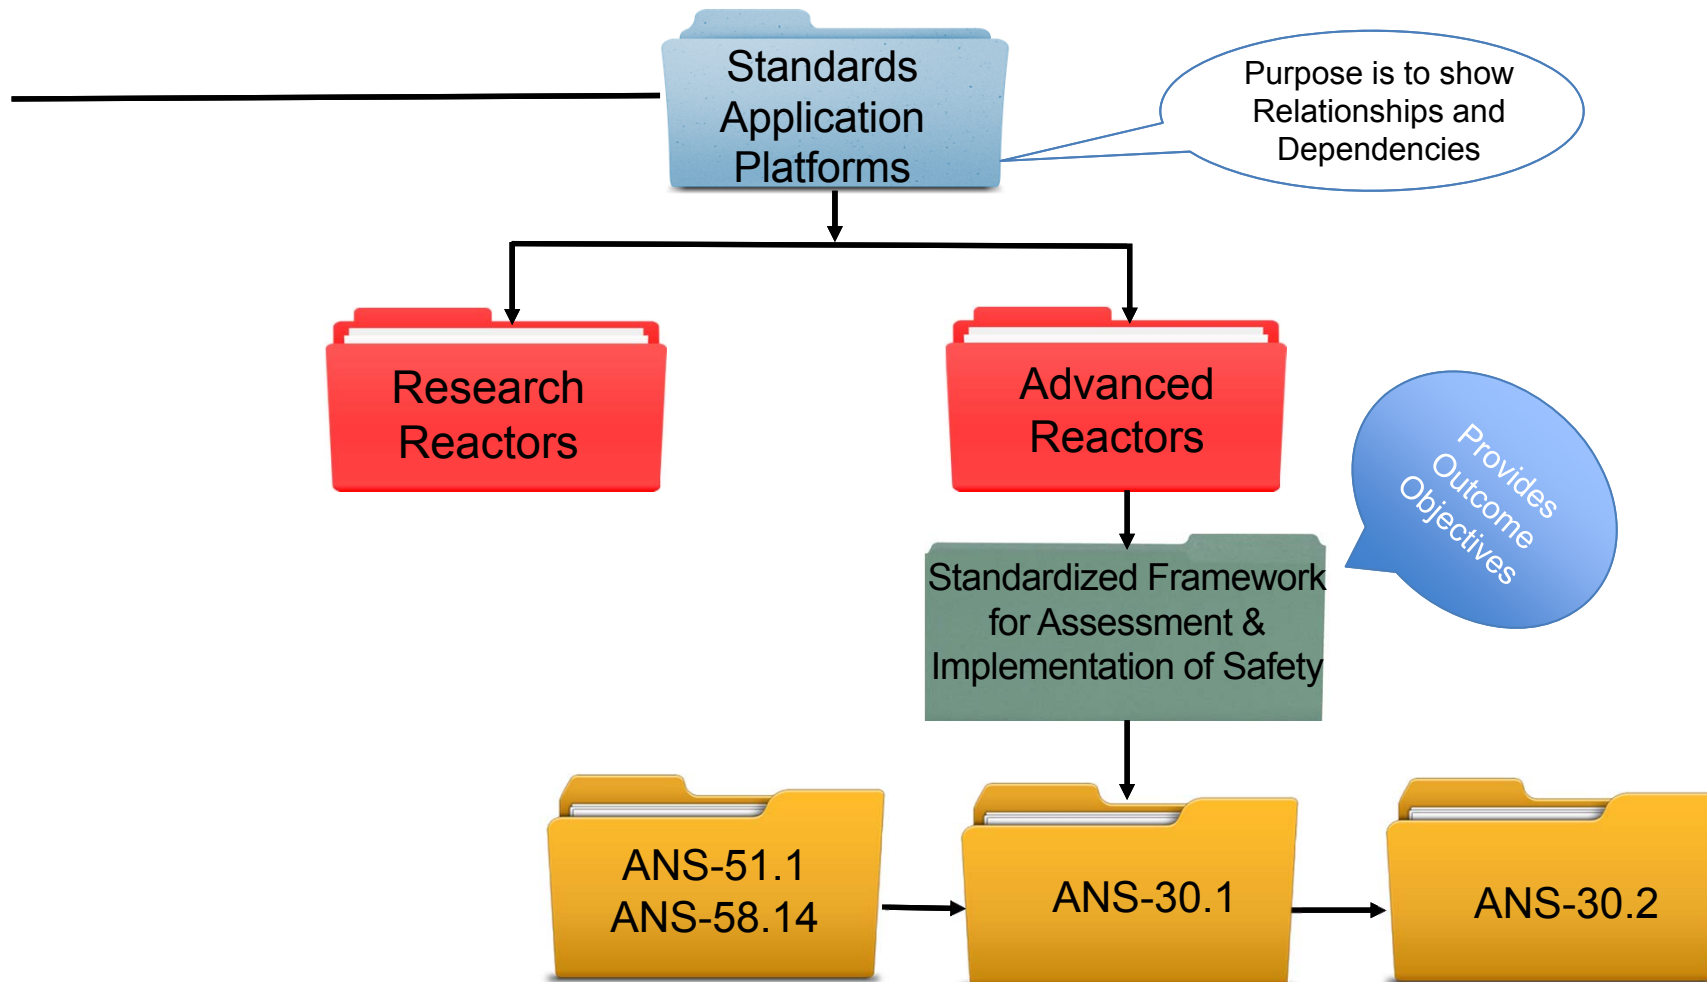 Standards
Application
Platforms
Purpose is to show
Relationships and
Dependencies
Research
Reactors
Advanced
Reactors
Provides
Outcome
Objectives
Standardized Framework
for Assessment &
Implementation of Safety
ANS-51.1
ANS-58.14
ANS-30.1
ANS-30.2